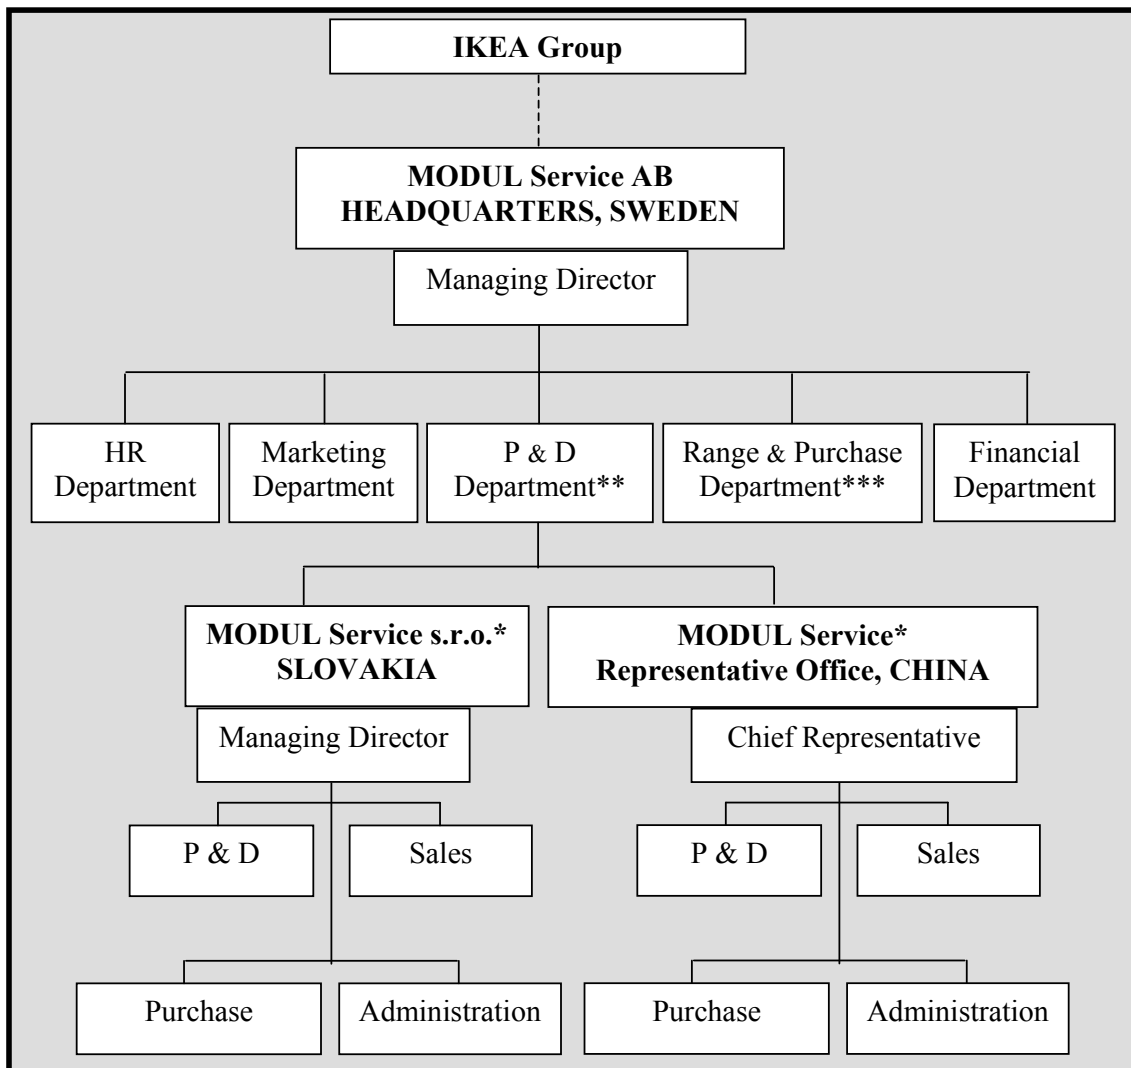 IKEA Group
MODUL Service AB
HEADQUARTERS, SWEDEN
Managing Director
HR
Department
Marketing
Department
P & D
Department**
Range & Purchase
Department***
Financial
Department
MODUL Service s.r.o.*
SLOVAKIA
Managing Director
P & D
Sales
Purchase
Administration
MODUL Service*
Representative Office, CHINA
Chief Representative
P & D
Sales
Purchase
Administration